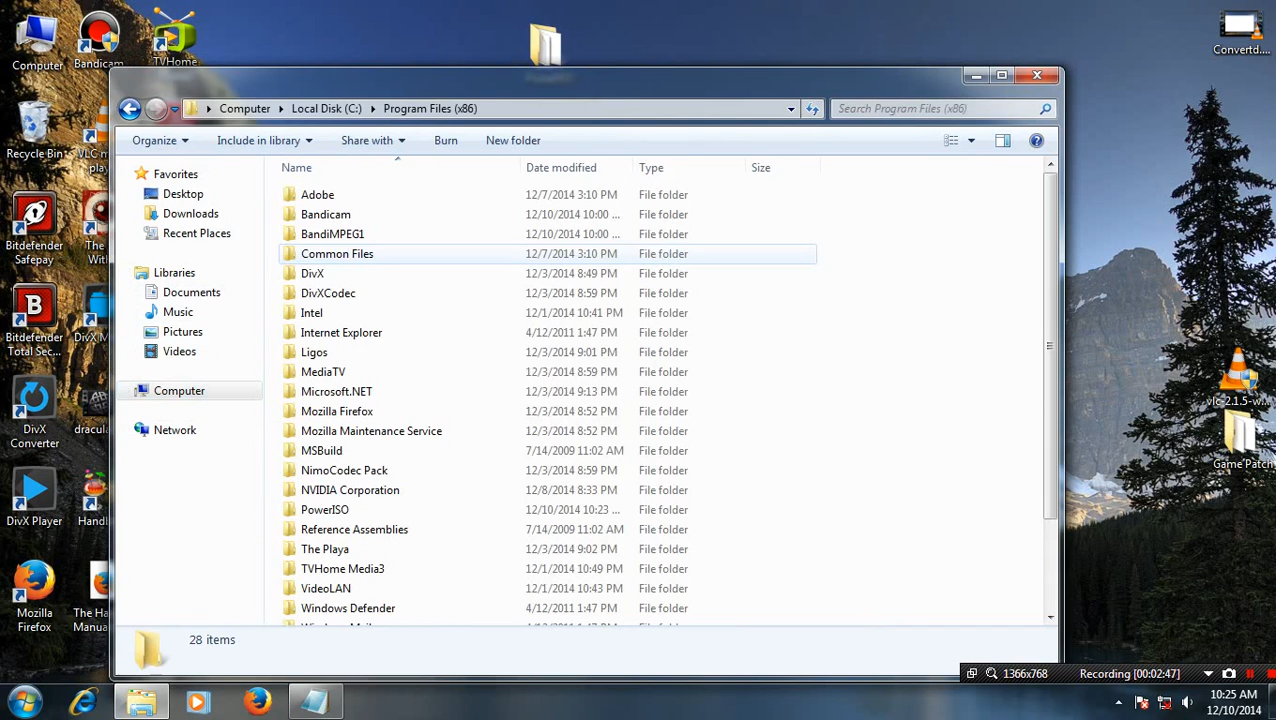 Computer
Bandicam
TVHome
Convertd....
Computer Local Disk (C:) Program Files (x86)
Search Program Files (x86)
Organize Include in library Share with Burn New folder
Recycle Bin
VLC m
play
Bitdefender
Safepay
The
With
Bitdefender
Total Sec...
DivX M
DivX
Converter
dracula
DivX Player
Handl
Mozilla
Firefox
The Ha
Manua
Favorites
Desktop
Downloads
Recent Places
Libraries
Documents
Music
Pictures
Videos
Computer
Network
Name Date modified Type Size
Adobe 12/7/2014 3:10 PM File folder
Bandicam 12/10/2014 10:00 ... File folder
BandiMPEG1 12/10/2014 10:00 ... File folder
Common Files 12/7/2014 3:10 PM File folder
DivX 12/3/2014 8:49 PM File folder
DivXCodec 12/3/2014 8:59 PM File folder
Intel 12/1/2014 10:41 PM File folder
Internet Explorer 4/12/2011 1:47 PM File folder
Ligos 12/3/2014 9:01 PM File folder
MediaTV 12/3/2014 8:59 PM File folder
Microsoft.NET 12/3/2014 9:13 PM File folder
Mozilla Firefox 12/3/2014 8:52 PM File folder
Mozilla Maintenance Service 12/3/2014 8:52 PM File folder
MSBuild 7/14/2009 11:02 AM File folder
NimoCodec Pack 12/3/2014 8:59 PM File folder
NVIDIA Corporation 12/8/2014 8:33 PM File folder
PowerISO 12/10/2014 10:23 ... File folder
Reference Assemblies 7/14/2009 11:02 AM File folder
The Playa 12/3/2014 9:02 PM File folder
TVHome Media3 12/1/2014 10:49 PM File folder
VideoLAN 12/1/2014 10:43 PM File folder
Windows Defender 4/12/2011 1:47 PM File folder
28 items
vlc-2.1.5-w...
Game Patch
1366x768 Recording [00:02:47]
10:25 AM
12/10/2014